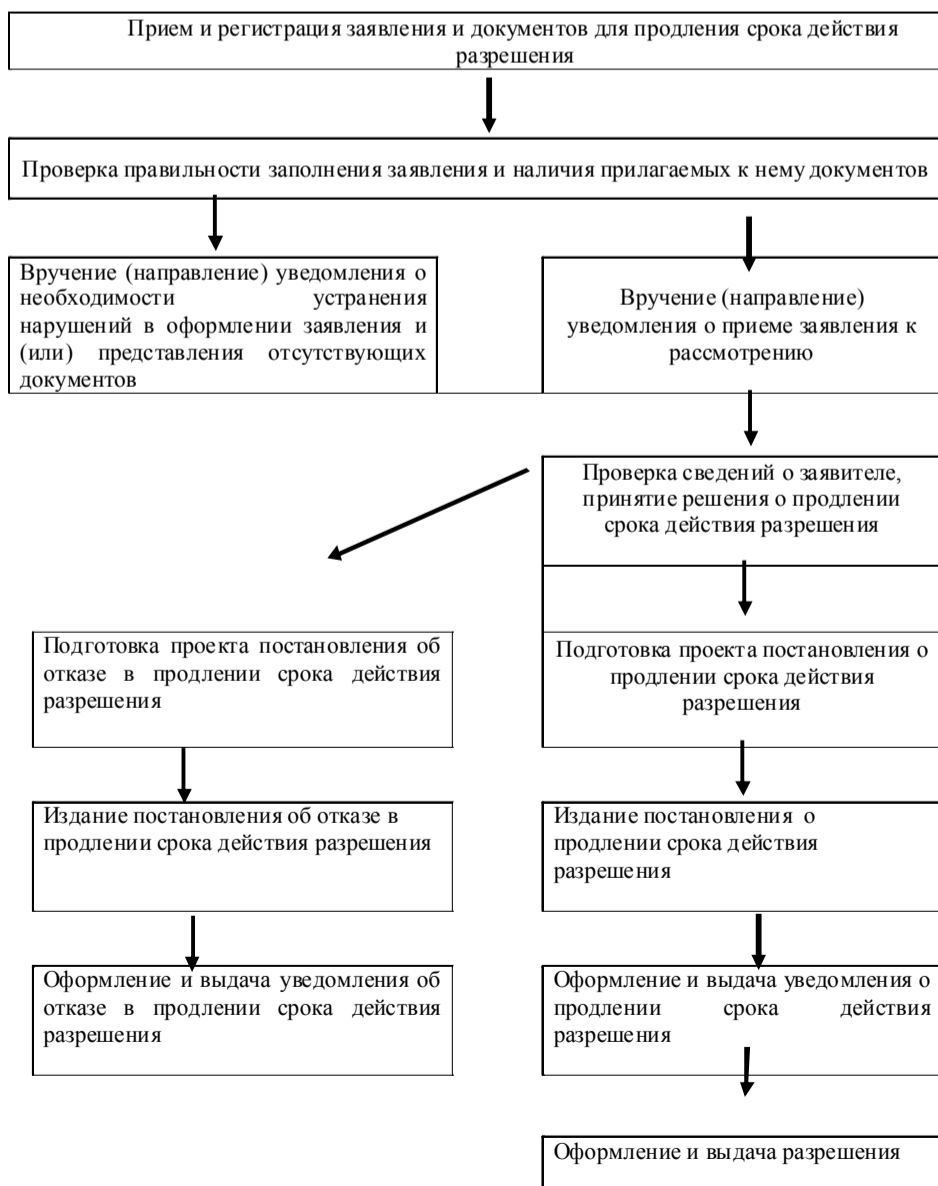 Прием и регистрация заявления и документов для продления срока действия
разрешения
Проверка правильности заполнения заявления и наличия прилагаемых к нему документов
Вручение (направление) уведомления о
необходимости устранения
нарушений в оформлении заявления и
(или) представления отсутствующих
документов
Вручение (направление)
уведомления о приеме заявления к
рассмотрению
Проверка сведений о заявителе,
принятие решения о продлении
срока действия разрешения
Подготовка проекта постановления об
отказе в продлении срока действия
разрешения
Подготовка проекта постановления о
продлении срока действия
разрешения
Издание постановления об отказе в
продлении срока действия разрешения
Издание постановления о
продлении срока действия
разрешения
Оформление и выдача уведомления об
отказе в продлении срока действия
разрешения
Оформление и выдача уведомления о
продлении срока действия
разрешения
Оформление и выдача разрешения